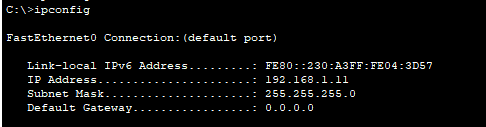 C:\>ipconfig
FastEthernet0 Connection:(default port)
Link-local IPv6 Address.........: FE80::230:A3FF:FE04:3D57
IP Address......................: 192.168.1.11
Subnet Mask.....................: 255.255.255.0
Default Gateway.................: 0.0.0.0